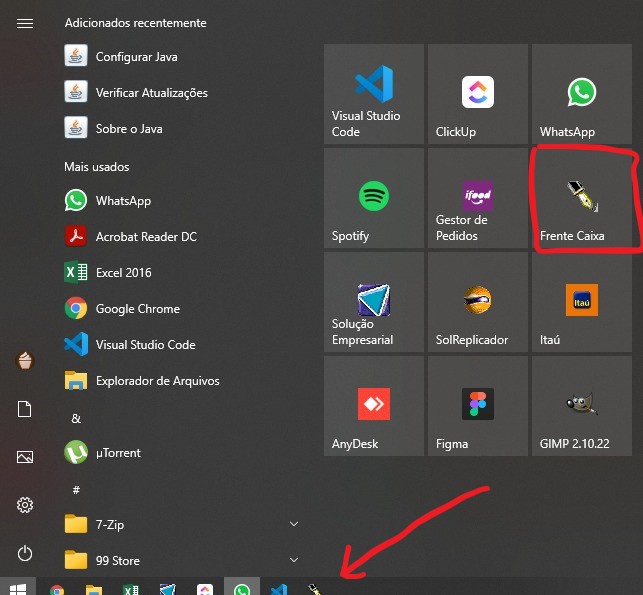 Adicionados recentemente
Configurar Java
Verificar Atualizações
Sobre o Java
Mais usados
WhatsApp
Acrobat Reader DC
Excel 2016
Google Chrome
Visual Studio Code
Explorador de Arquivos
&
µTorrent
#
7-Zip
99 Store
Visual Studio
Code
ClickUp
WhatsApp
Spotify
ifood
Gestor de
Pedidos
Frente Caixa
Solução
Empresarial
SolReplicador
Itaú
Itaú
AnyDesk
Figma
GIMP 2.10.22